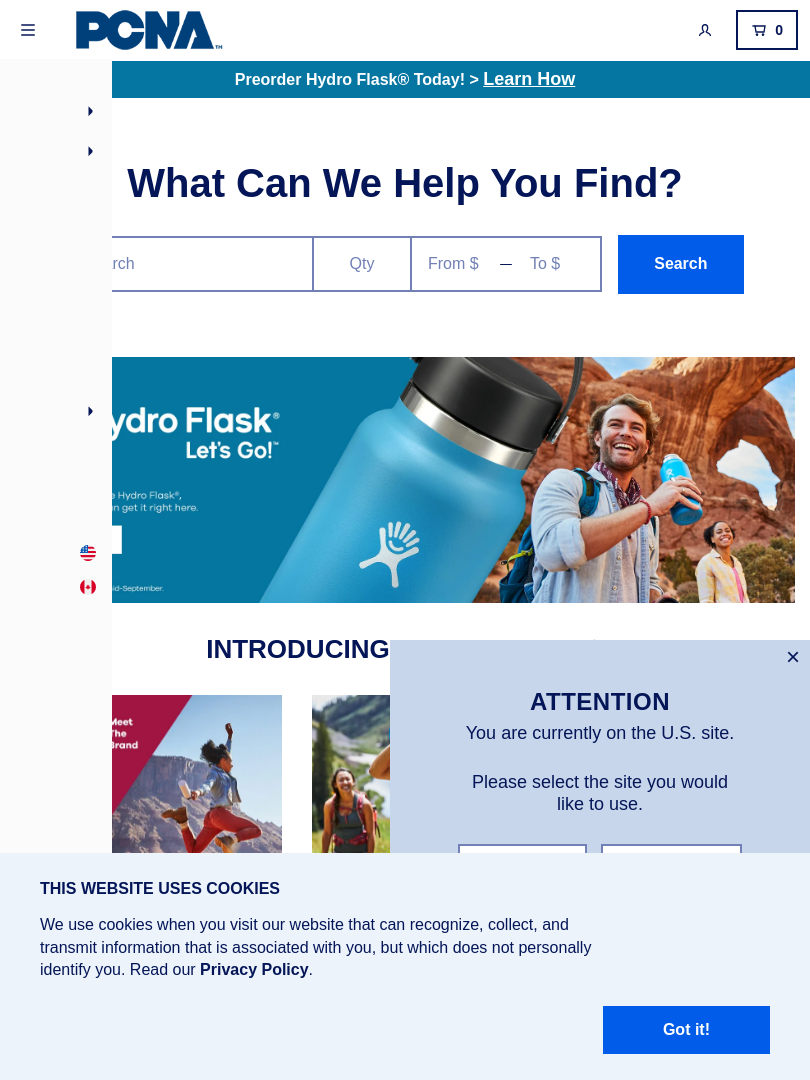 PCNA™
0
Preorder Hydro Flask® Today! > Learn How
What Can We Help You Find?
rch
Qty
From $ — To $
Search
ydro Flask®
Let's Go!™
e Hydro Flask®,
n get it right here.
id-September.
INTRODUCING
ATTENTION
You are currently on the U.S. site.
Please select the site you would
like to use.
Meet
The
Brand
THIS WEBSITE USES COOKIES
We use cookies when you visit our website that can recognize, collect, and
transmit information that is associated with you, but which does not personally
identify you. Read our Privacy Policy.
Got it!